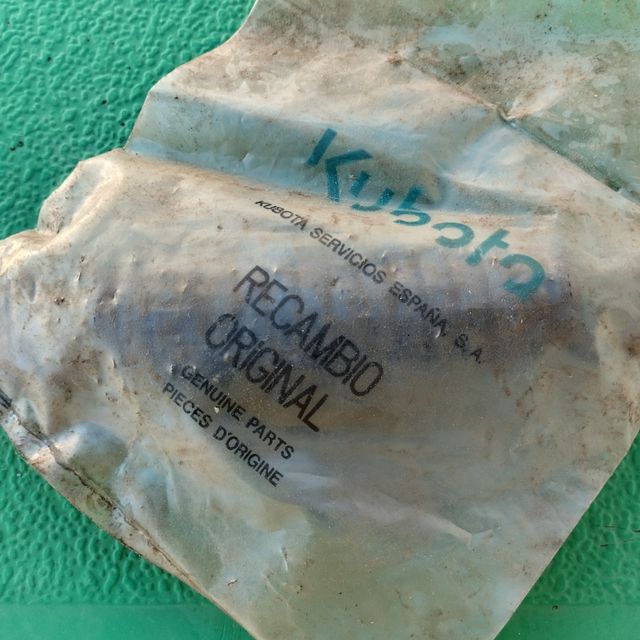 Kubota
KUBOTA SERVICIOS ESPAÑA, S.A.
RECAMBIO
ORIGINAL
GENUINE PARTS
PIECES D'ORIGINE